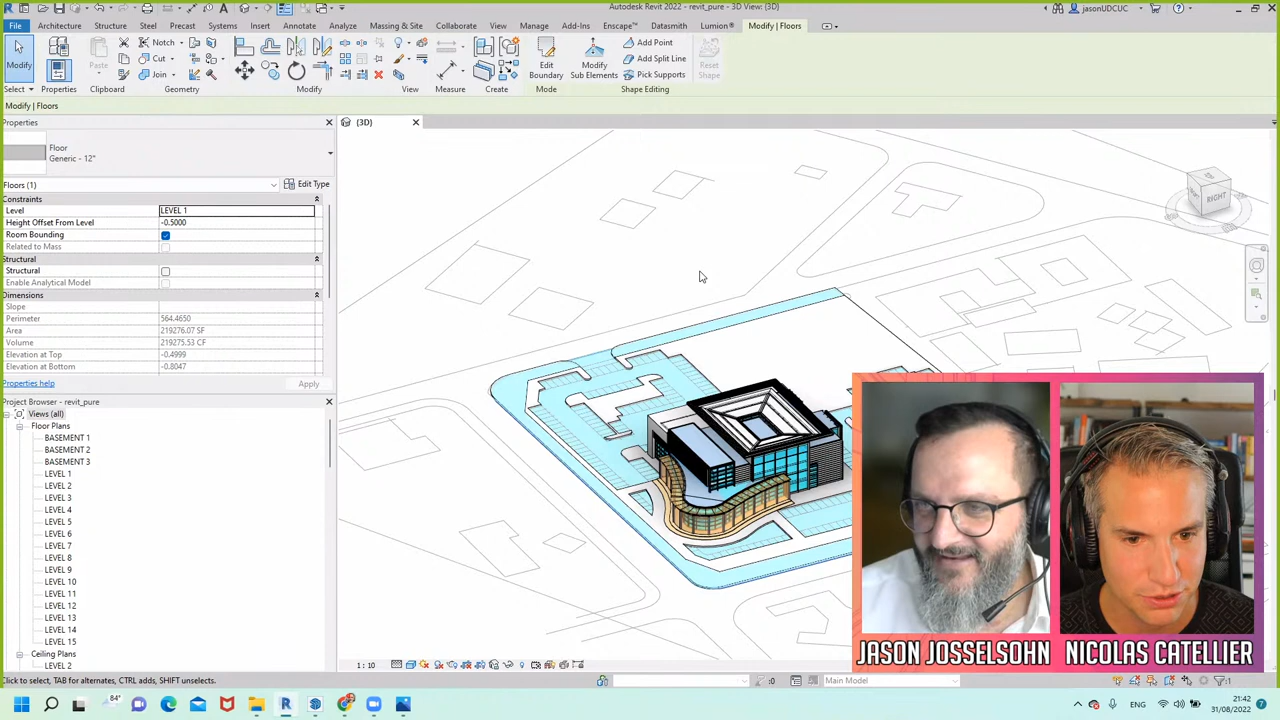 Autodesk Revit 2022 - revit_pure - 3D View: {3D}
jasonUDCUC
File Architecture Structure Steel Precast Systems Insert Annotate Analyze Massing & Site Collaborate View Manage Add-Ins Enscape™ Datasmith Lumion® Modify | Floors
Modify
Paste
Notch
Cut
Join
Edit Boundary
Modify Sub Elements
Add Point
Add Split Line
Pick Supports
Reset Shape
Select Properties Clipboard Geometry Modify View Measure Create Mode Shape Editing
Modify | Floors
Properties
{3D}
Floor
Generic - 12"
Floors (1)
Edit Type
Constraints
Level LEVEL 1
Height Offset From Level -0.5000
Room Bounding
Related to Mass
Structural
Structural
Enable Analytical Model
Dimensions
Slope
Perimeter 564.4650
Area 219276.07 SF
Volume 219275.53 CF
Elevation at Top -0.4999
Elevation at Bottom -0.8047
Properties help
Apply
Project Browser - revit_pure
Views (all)
Floor Plans
BASEMENT 1
BASEMENT 2
BASEMENT 3
LEVEL 1
LEVEL 2
LEVEL 3
LEVEL 4
LEVEL 5
LEVEL 6
LEVEL 7
LEVEL 8
LEVEL 9
LEVEL 10
LEVEL 11
LEVEL 12
LEVEL 13
LEVEL 14
LEVEL 15
Ceiling Plans
LEVEL 2
RIGHT
JASON JOSSELSOHN
NICOLAS CATELLIER
1 : 10
Click to select, TAB for alternates, CTRL adds, SHIFT unselects.
:0
Main Model
:1
84°
ENG
21:42
31/08/2022